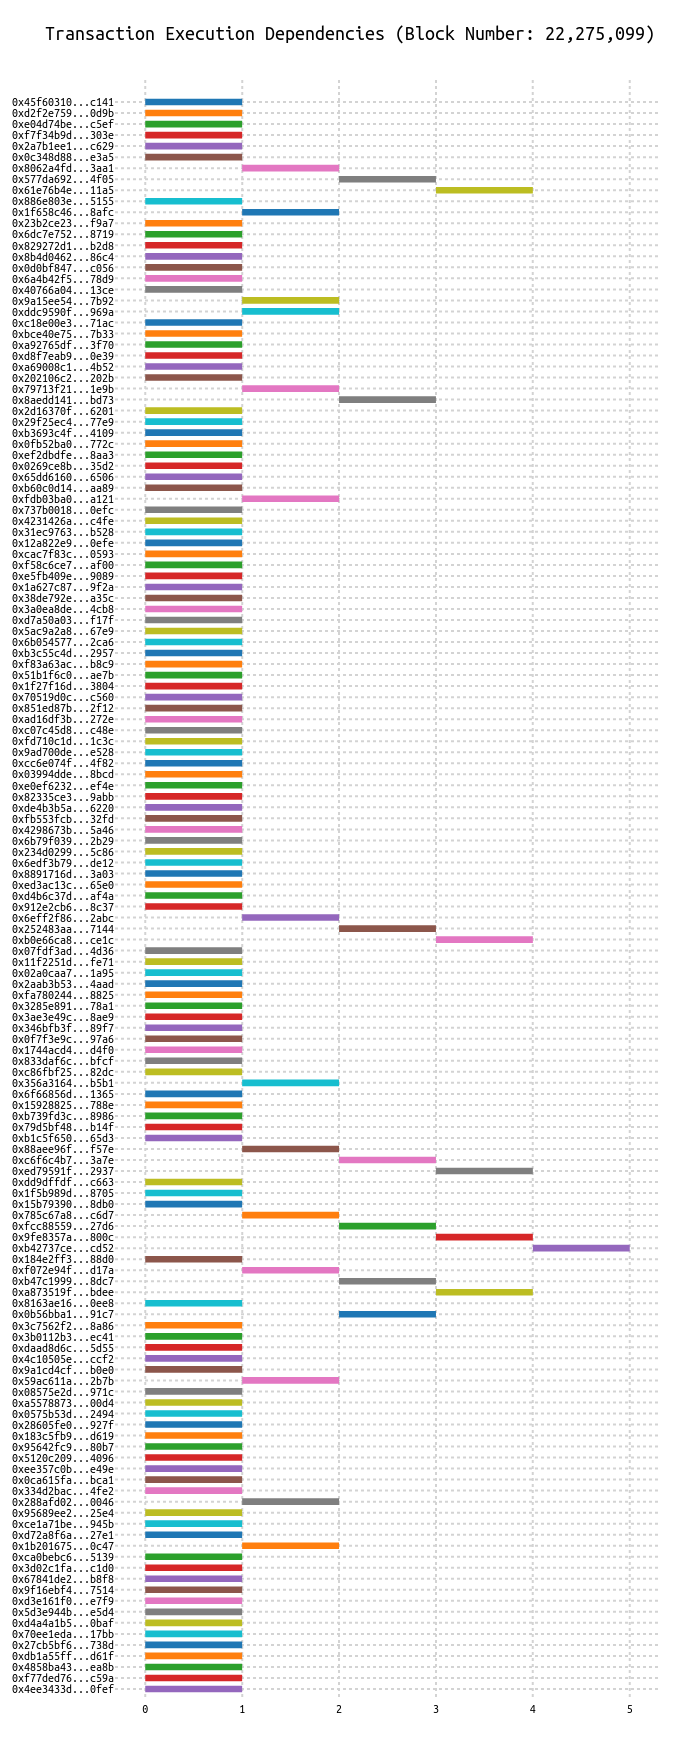 Transaction Execution Dependencies (Block Number: 22,275,099)
0x45f60310...c141
0xd2f2e759...0d9b
0xe04d74be...c5ef
0xf7f34b9d...303e
0x2a7b1ee1...c629
0x0c348d88...e3a5
0x8062a4fd...3aa1
0x577da692...4f05
0x61e76b4e...11a5
0x886e803e...5155
0x1f658c46...8afc
0x23b2ce23...f9a7
0x6dc7e752...8719
0x829272d1...b2d8
0x8b4d0462...86c4
0x0d0bf847...c056
0x6a4b42f5...78d9
0x40766a04...13ce
0x9a15ee54...7b92
0xddc9590f...969a
0xc18e00e3...71ac
0xbce40e75...7b33
0xa92765df...3f70
0xd8f7eab9...0e39
0xa69008c1...4b52
0x202106c2...202b
0x79713f21...1e9b
0x8aedd141...bd73
0x2d16370f...6201
0x29f25ec4...77e9
0xb3693c4f...4109
0x0fb52ba0...772c
0xef2dbdfe...8aa3
0x0269ce8b...35d2
0x65dd6160...6506
0xb60c0d14...aa89
0xfdb03ba0...a121
0x737b0018...0efc
0x4231426a...c4fe
0x31ec9763...b528
0x12a822e9...0efe
0xcac7f83c...0593
0xf58c6ce7...af00
0xe5fb409e...9089
0x1a627c87...9f2a
0x38de792e...a35c
0x3a0ea8de...4cb8
0xd7a50a03...f17f
0x5ac9a2a8...67e9
0x6b054577...2ca6
0xb3c55c4d...2957
0xf83a63ac...b8c9
0x51b1f6c0...ae7b
0x1f27f16d...3804
0x70519d0c...c560
0x851ed87b...2f12
0xad16df3b...272e
0xc07c45d8...c48e
0xfd710c1d...1c3c
0x9ad700de...e528
0xcc6e074f...4f82
0x03994dde...8bcd
0xe0ef6232...ef4e
0x82335ce3...9abb
0xde4b3b5a...6220
0xfb553fcb...32fd
0x4298673b...5a46
0x6b79f039...2b29
0x234d0299...5c86
0x6edf3b79...de12
0x8891716d...3a03
0xed3ac13c...65e0
0xd4b6c37d...af4a
0x912e2cb6...8c37
0x6eff2f86...2abc
0x252483aa...7144
0xb0e66ca8...ce1c
0x07fdf3ad...4d36
0x11f2251d...fe71
0x02a0caa7...1a95
0x2aab3b53...4aad
0xfa780244...8825
0x3285e891...78a1
0x3ae3e49c...8ae9
0x346bfb3f...89f7
0x0f7f3e9c...97a6
0x1744acd4...d4f0
0x833daf6c...bfcf
0xc86fbf25...82dc
0x356a3164...b5b1
0x6f66856d...1365
0x15928825...788e
0xb739fd3c...8986
0x79d5bf48...b14f
0xb1c5f650...65d3
0x88aee96f...f57e
0xc6f6c4b7...3a7e
0xed79591f...2937
0xdd9dffdf...c663
0x1f5b989d...8705
0x15b79390...8db0
0x785c67a8...c6d7
0xfcc88559...27d6
0x9fe8357a...800c
0xb42737ce...cd52
0x184e2ff3...88d0
0xf072e94f...d17a
0xb47c1999...8dc7
0xa873519f...bdee
0x8163ae16...0ee8
0x0b56bba1...91c7
0x3c7562f2...8a86
0x3b0112b3...ec41
0xdaad8d6c...5d55
0x4c10505e...ccf2
0x9a1cd4cf...b0e0
0x59ac611a...2b7b
0x08575e2d...971c
0xa5578873...00d4
0x0575b53d...2494
0x28605fe0...927f
0x183c5fb9...d619
0x95642fc9...80b7
0x5120c209...4096
0xee357c0b...e49e
0x0ca615fa...bca1
0x334d2bac...4fe2
0x288afd02...0046
0x95689ee2...25e4
0xce1a71be...945b
0xd72a8f6a...27e1
0x1b201675...0c47
0xca0bebc6...5139
0x3d02c1fa...c1d0
0x67841de2...b8f8
0x9f16ebf4...7514
0xd3e161f0...e7f9
0x5d3e944b...e5d4
0xd4a4a1b5...0baf
0x70ee1eda...17bb
0x27cb5bf6...738d
0xdb1a55ff...d61f
0x4858ba43...ea8b
0xf77ded76...c59a
0x4ee3433d...0fef
0 1 2 3 4 5